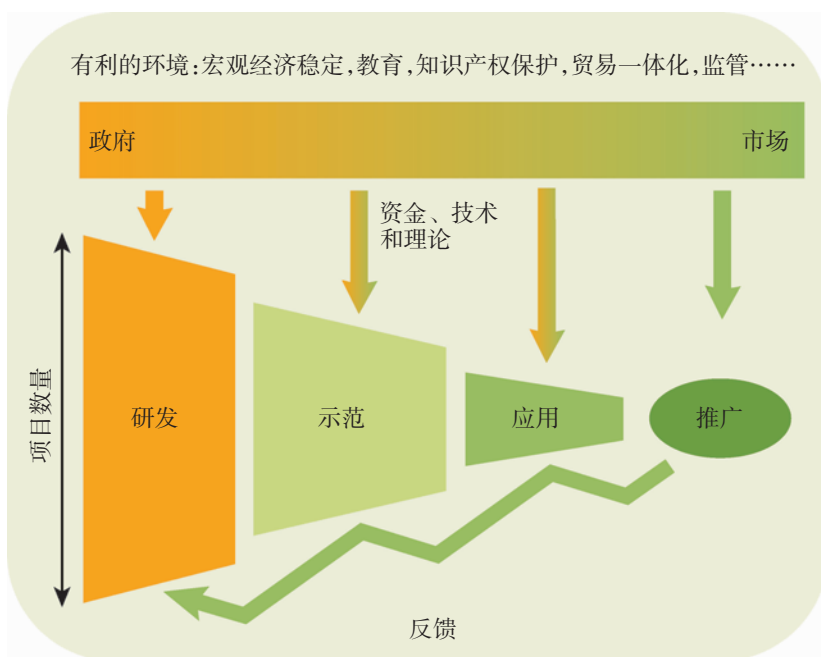 有利的环境:宏观经济稳定,教育,知识产权保护,贸易一体化,监管……
政府
市场
资金、技术
和理论
项目数量
研发
示范
应用
推广
反馈